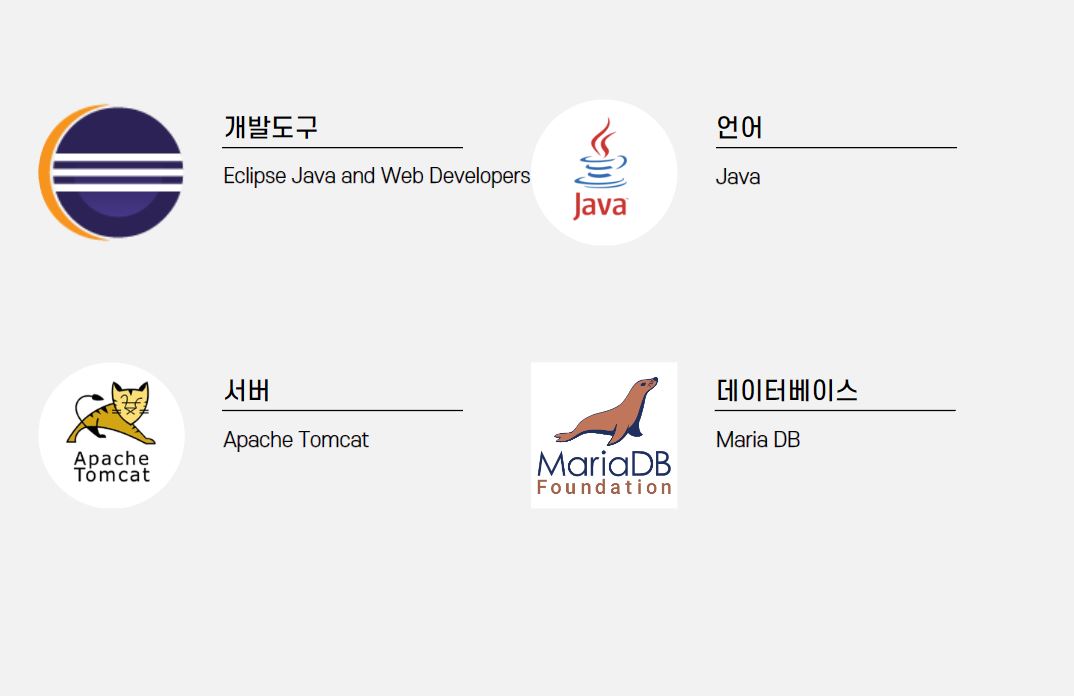 개발도구
Eclipse Java and Web Developers
Java
언어
Java
Apache
Tomcat
서버
Apache Tomcat
MariaDB
Foundation
데이터베이스
Maria DB